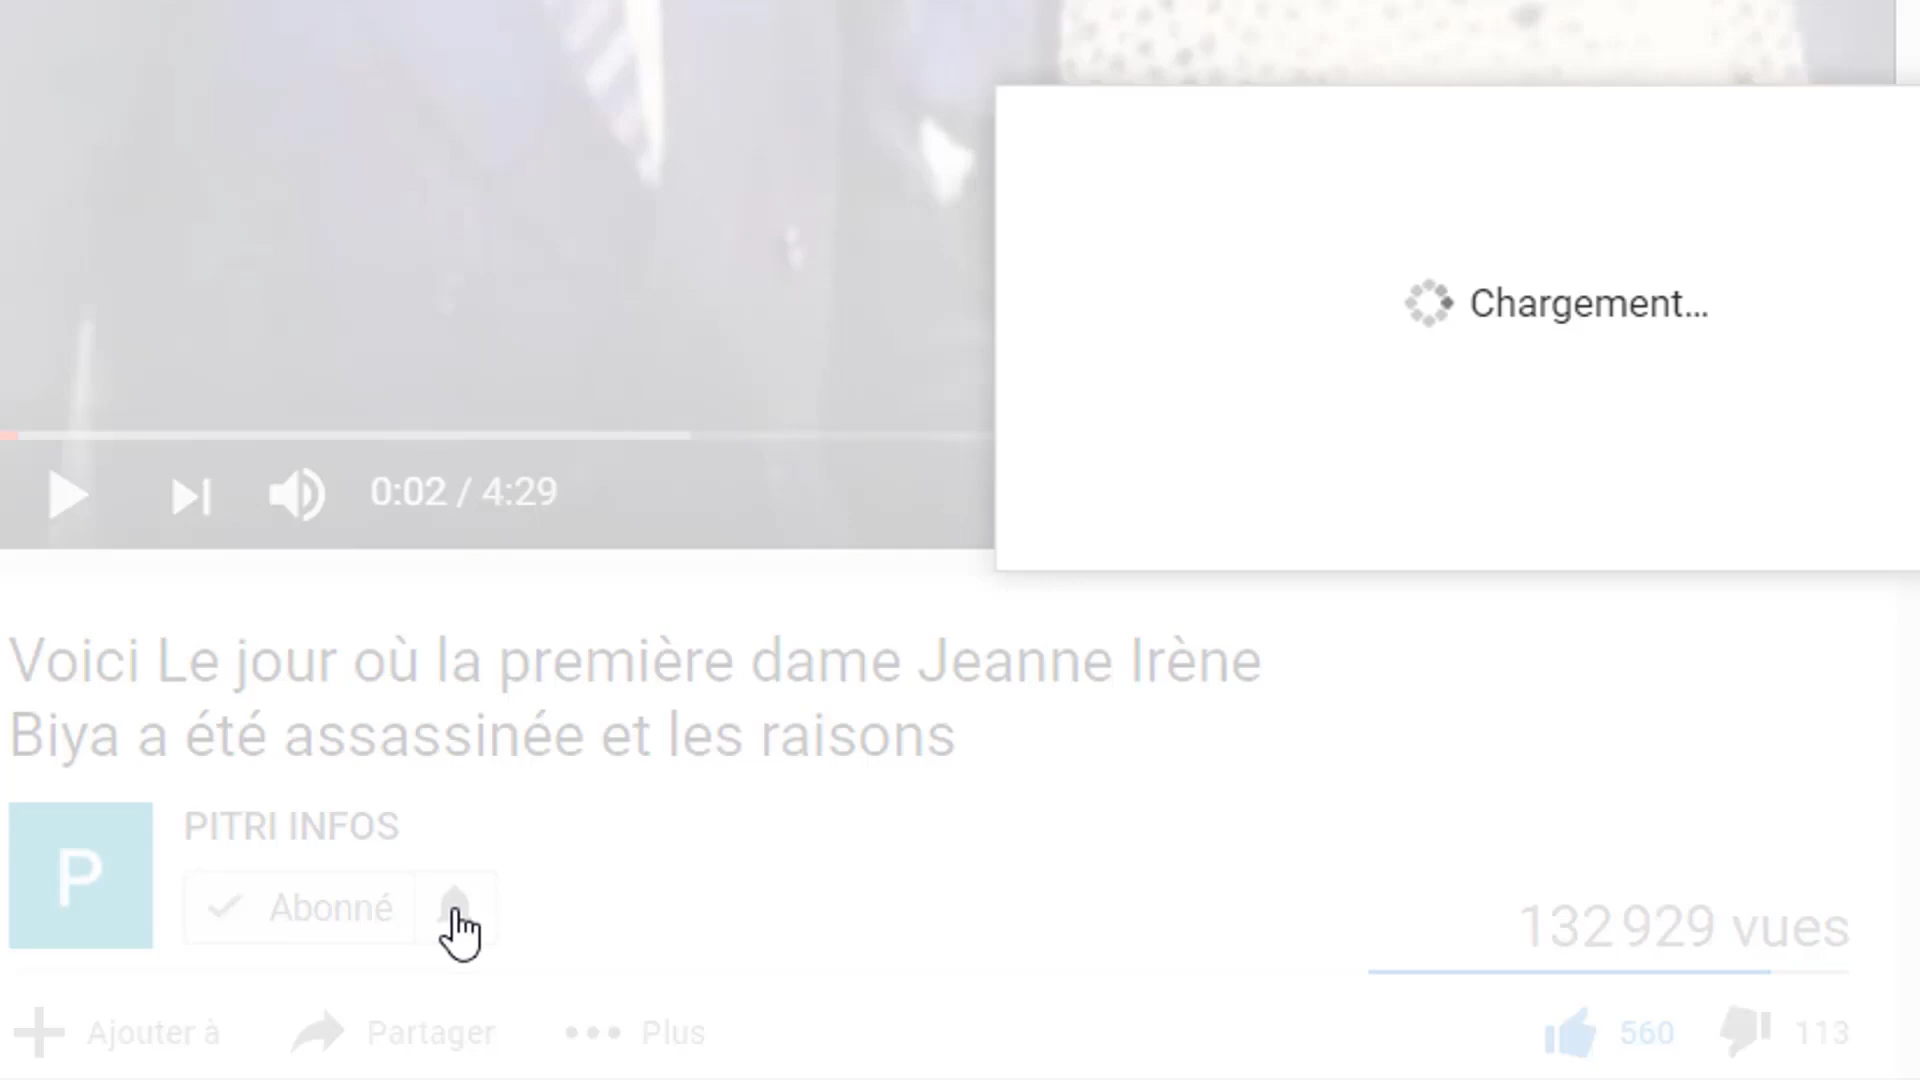 Chargement...
0:02 / 4:29
Voici Le jour où la première dame Jeanne Irène
Biya a été assassinée et les raisons
P
PITRI INFOS
Abonné
132 929 vues
Ajouter à
Partager
Plus
560
113